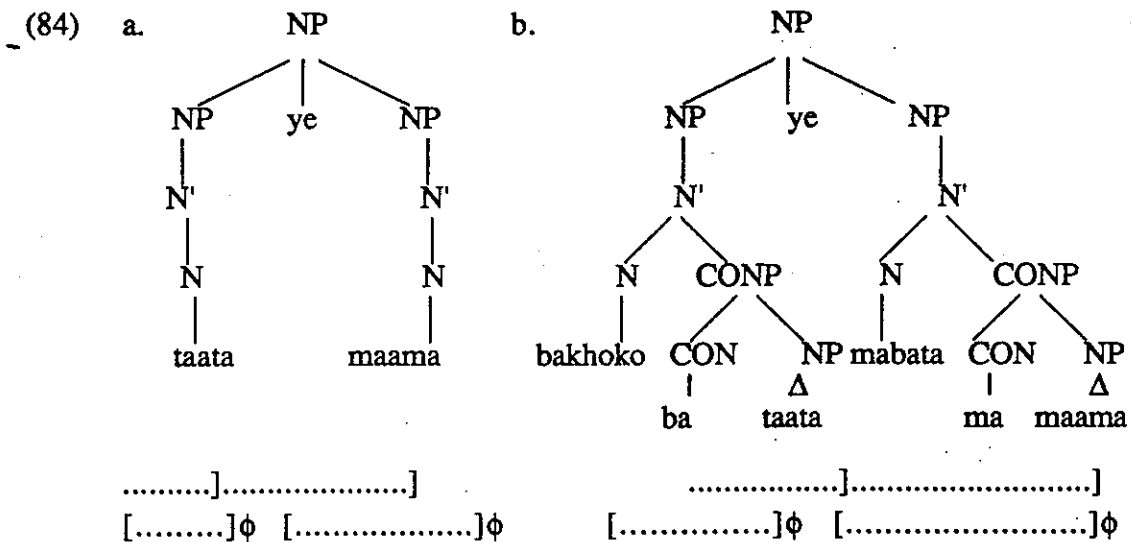 (84) a. NP b. NP
NP ye NP NP ye NP
N' N' N' N'
N N N CONP N CONP
taata maama bakhoko CON NP mabata CON NP
Δ Δ
ba taata ma maama
..........]....................] ...............]..........................]
[.........]ϕ [...................]ϕ [................]ϕ [.........................]ϕ